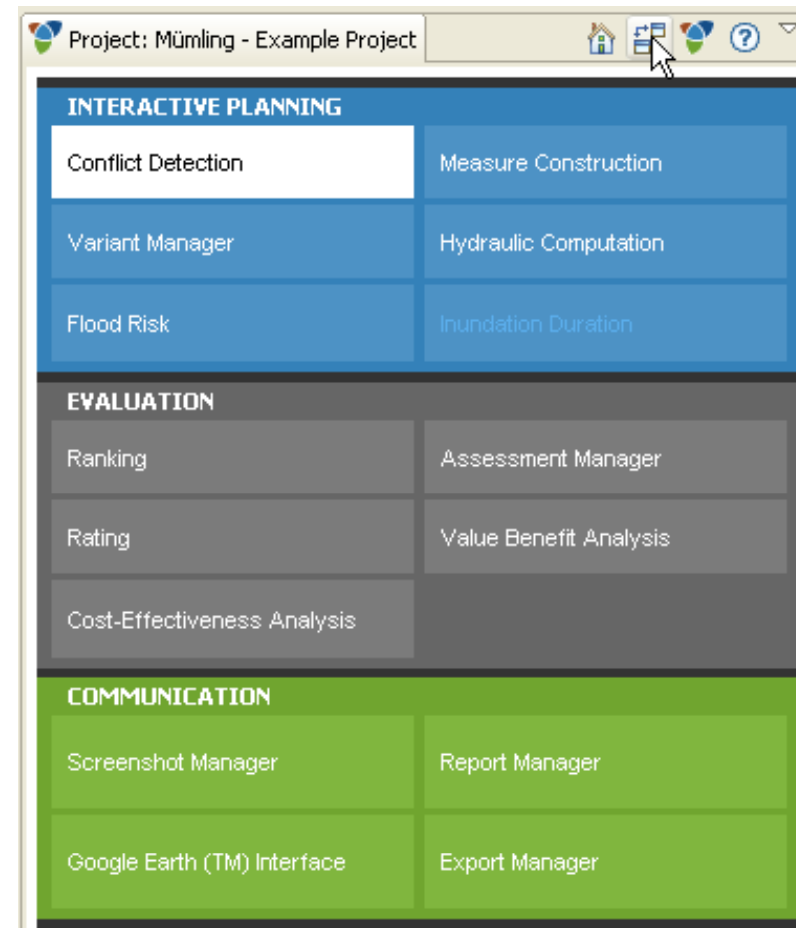 Project: Mümling - Example Project
INTERACTIVE PLANNING
Conflict Detection
Measure Construction
Variant Manager
Hydraulic Computation
Flood Risk
Inundation Duration
EVALUATION
Ranking
Assessment Manager
Rating
Value Benefit Analysis
Cost-Effectiveness Analysis
COMMUNICATION
Screenshot Manager
Report Manager
Google Earth (TM) Interface
Export Manager